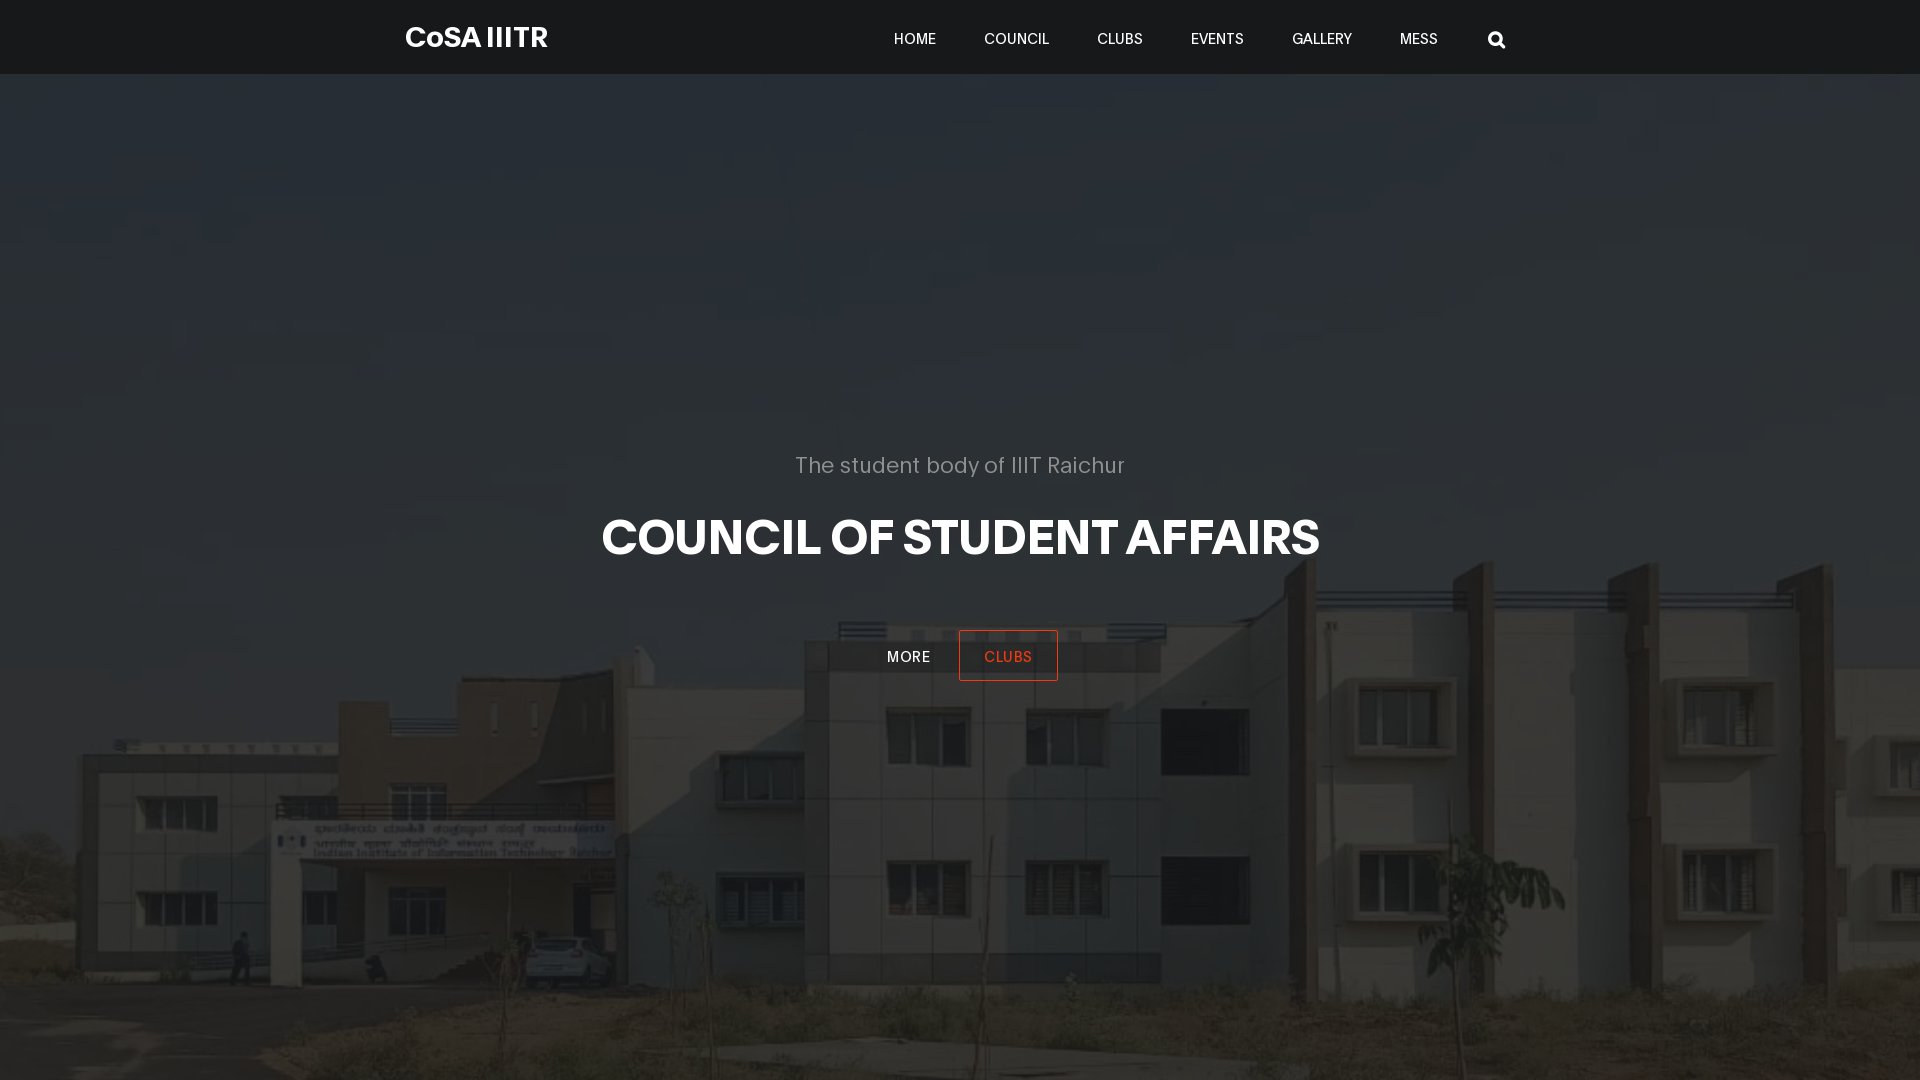 CoSA IIITR
HOME COUNCIL CLUBS EVENTS GALLERY MESS
The student body of IIIT Raichur
COUNCIL OF STUDENT AFFAIRS
MORE CLUBS
Indian Institute of Information Technology Raichur